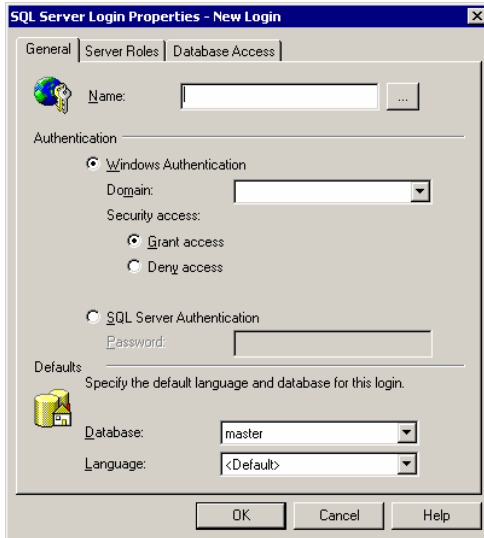 SQL Server Login Properties - New Login
General Server Roles Database Access
Name: ...
Authentication
Windows Authentication
Domain:
Security access:
Grant access
Deny access
SQL Server Authentication
Password:
Defaults
Specify the default language and database for this login.
Database: master
Language: <Default>
OK Cancel Help